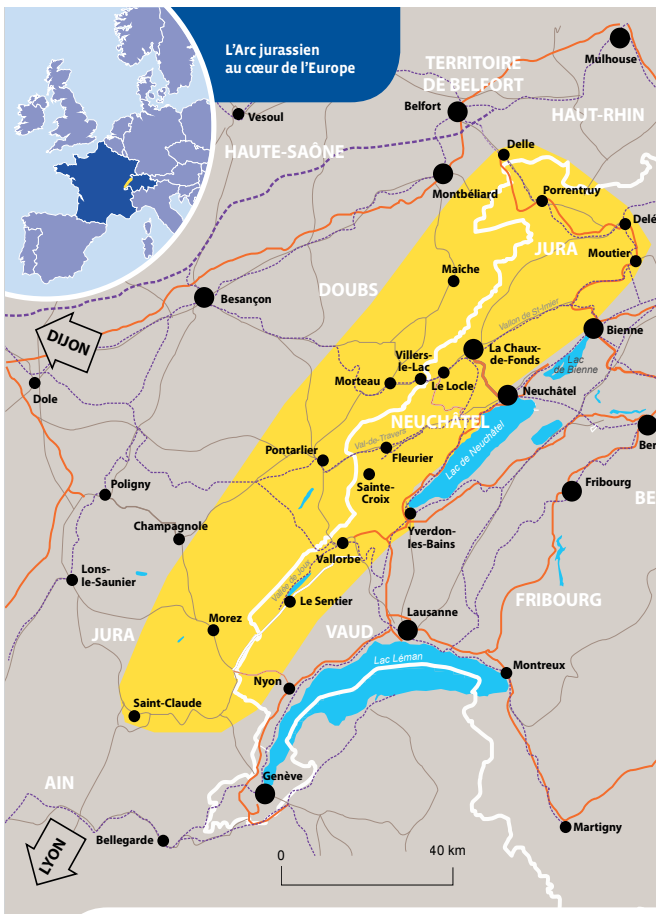 L'Arc jurassien
au cœur de l'Europe
Mulhouse
TERRITOIRE
DE BELFORT
Belfort
Vesoul
HAUT-RHIN
HAUTE-SAÔNE
Delle
Montbéliard
Porrentruy
Delé
JURA
Moutier
Maîche
DOUBS
Besançon
Vallon de St-Imier
Bienne
DIJON
La Chaux-
de-Fonds
Lac
de Bienne
Villers-
le-Lac
Le Locle
Morteau
Neuchâtel
Dole
NEUCHÂTEL
Val-de-Travers
Lac de Neuchâtel
Ber
Pontarlier
Fleurier
Sainte-
Croix
Poligny
Fribourg
BE
Champagnole
Yverdon-
les-Bains
Vallorbe
Lons-
le-Saunier
Vallée de Joux
Le Sentier
FRIBOURG
Morez
Lausanne
JURA
VAUD
Lac Léman
Montreux
Nyon
Saint-Claude
Genève
AIN
Bellegarde
Martigny
LYON
0
40 km